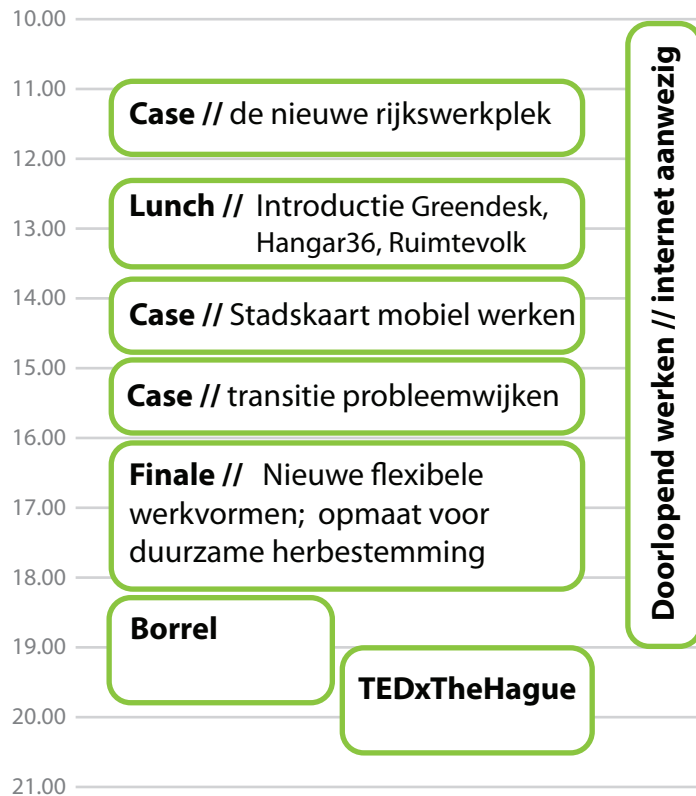 10.00
11.00
Case // de nieuwe rijkswerkplek
12.00
Lunch // Introductie Greendesk,
13.00
Hangar36, Ruimtevolk
14.00
Case // Stadskaart mobiel werken
15.00
Case // transitie probleemwijken
16.00
Finale // Nieuwe flexibele
17.00
werkvormen; opmaat voor
duurzame herbestemming
18.00
Borrel
19.00
TEDxTheHague
20.00
21.00
Doorlopend werken // internet aanwezig